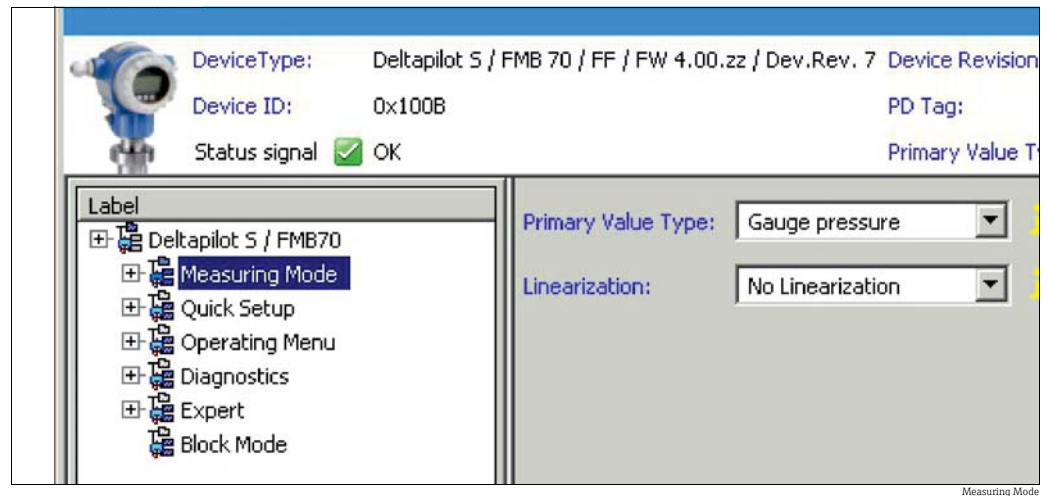 DeviceType: Deltapilot S / FMB 70 / FF / FW 4.00.zz / Dev.Rev. 7 Device Revision
Device ID: 0x100B PD Tag:
Status signal OK Primary Value T
Label
Deltapilot S / FMB70
Measuring Mode
Quick Setup
Operating Menu
Diagnostics
Expert
Block Mode
Primary Value Type: Gauge pressure
Linearization: No Linearization
Measuring Mode